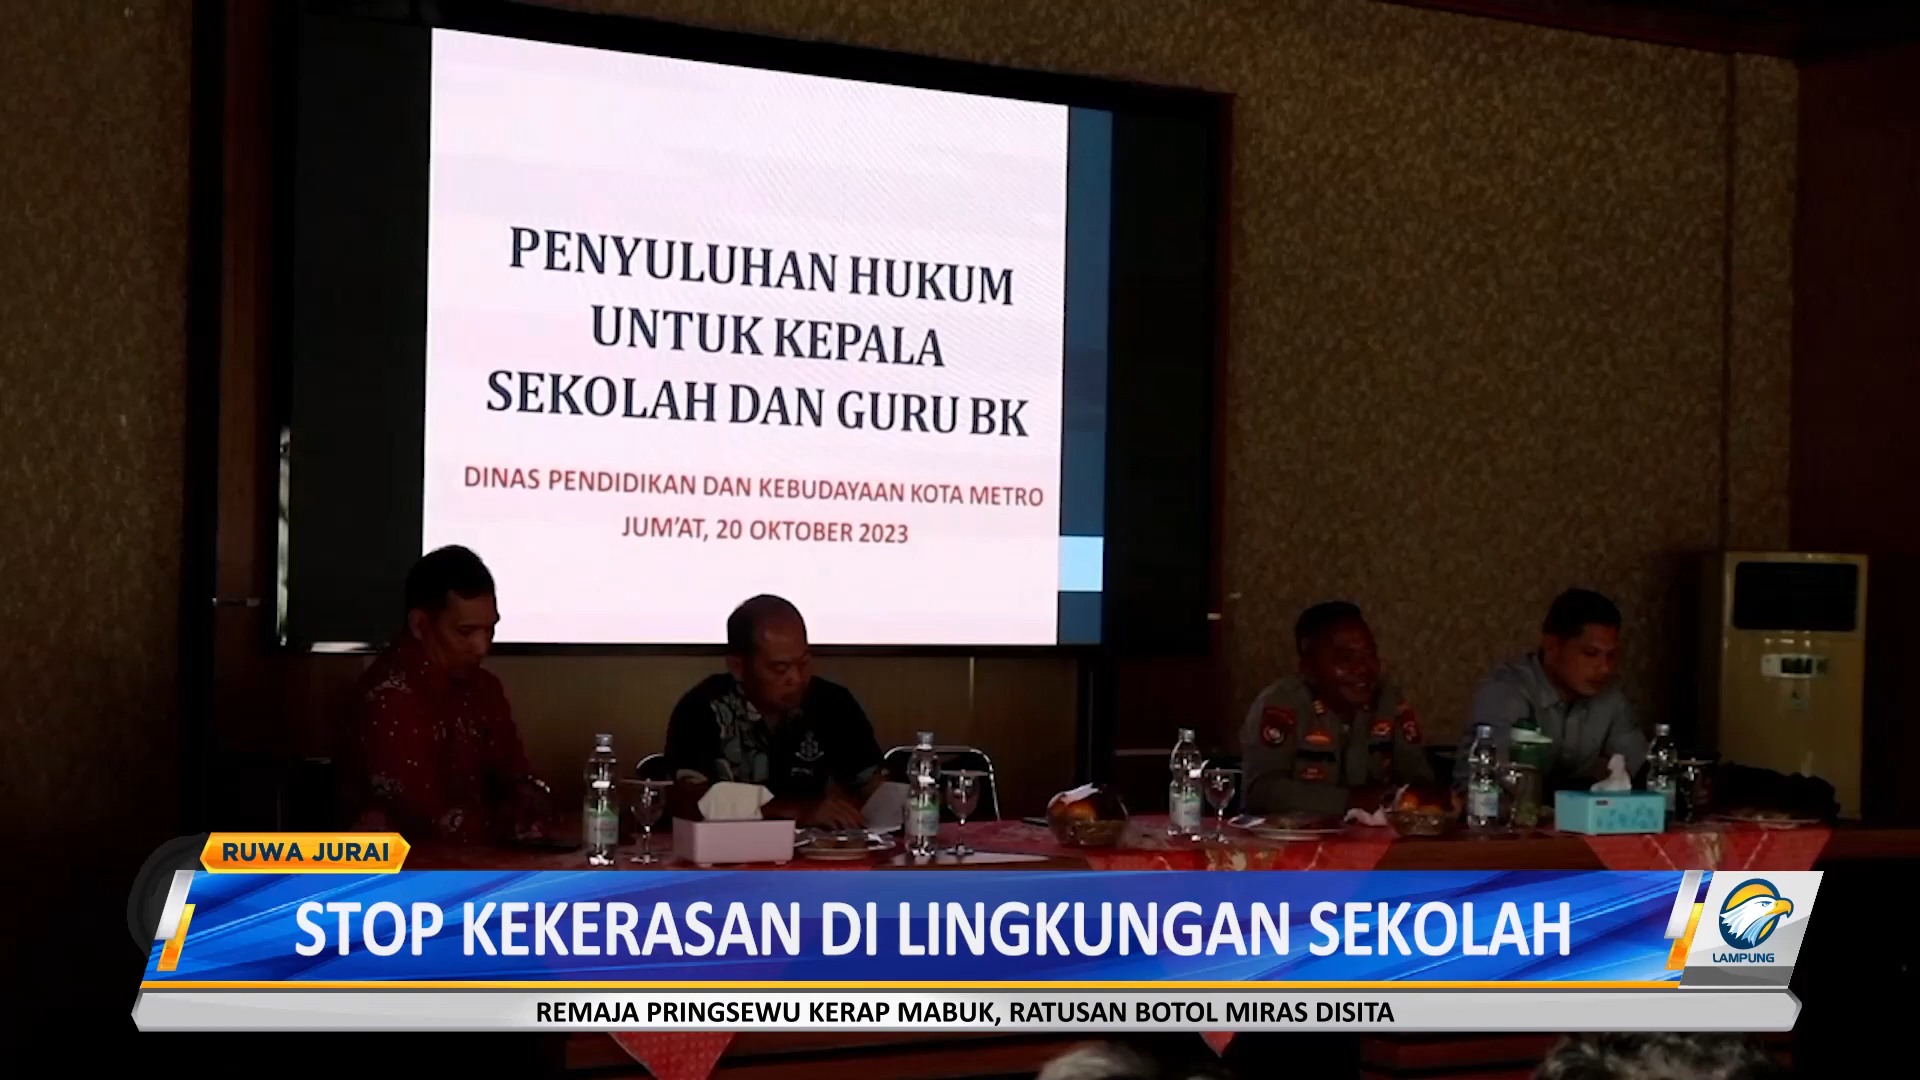 PENYULUHAN HUKUM
UNTUK KEPALA
SEKOLAH DAN GURU BK
DINAS PENDIDIKAN DAN KEBUDAYAAN KOTA METRO
JUM'AT, 20 OKTOBER 2023
RUWA JURAI
STOP KEKERASAN DI LINGKUNGAN SEKOLAH
LAMPUNG
REMAJA PRINGSEWU KERAP MABUK, RATUSAN BOTOL MIRAS DISITA